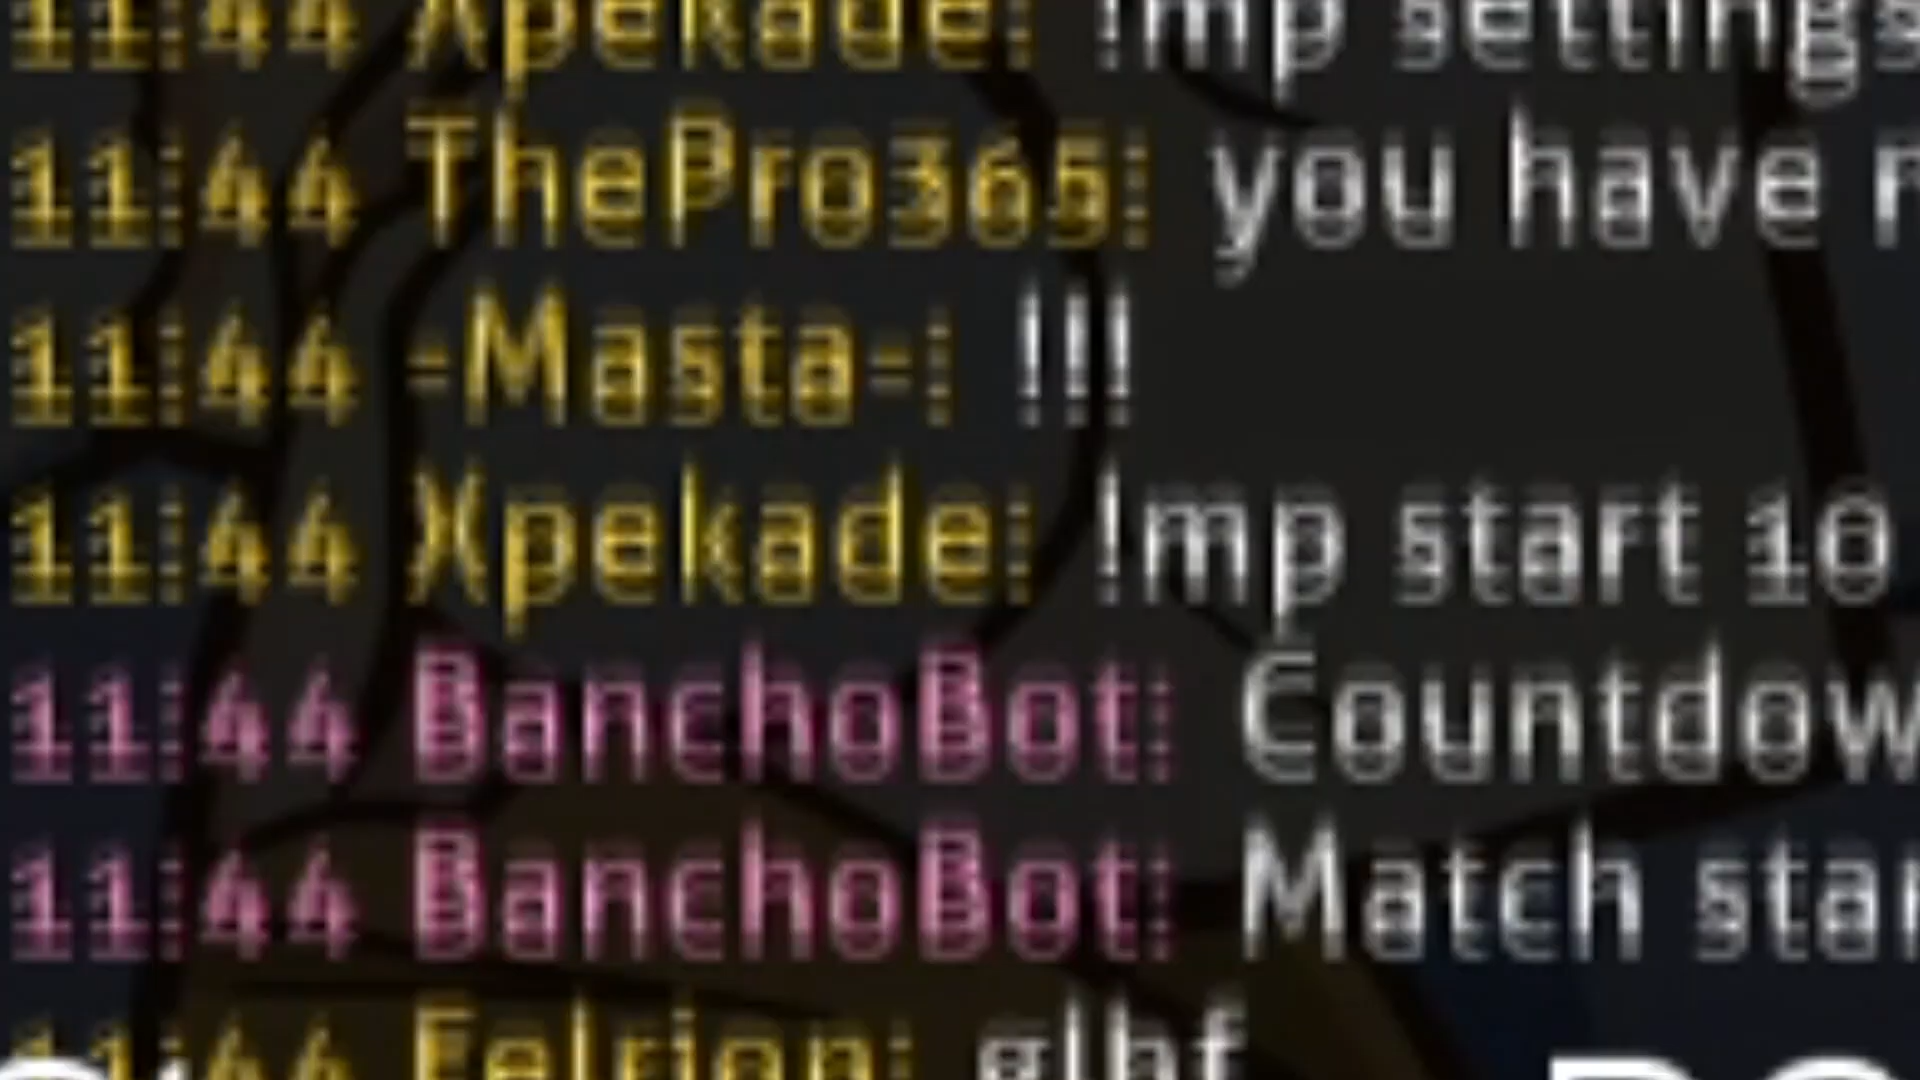 11:44 Xpekade: !mp settings
11:44 ThePro365: you have
11:44 -Masta-: !!!
11:44 Xpekade: !mp start 10
11:44 BanchoBot: Countdow
11:44 BanchoBot: Match star
11:44 Felrion: glhf